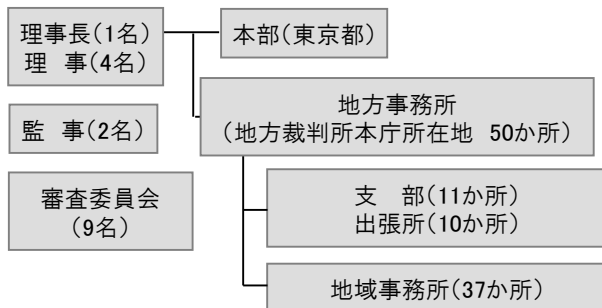 理事長(1名)
理　事(4名)
本部(東京都)
監　事(2名)
地方事務所
(地方裁判所本庁所在地　50か所)
審査委員会
(9名)
支　部(11か所)
出張所(10か所)
地域事務所(37か所)